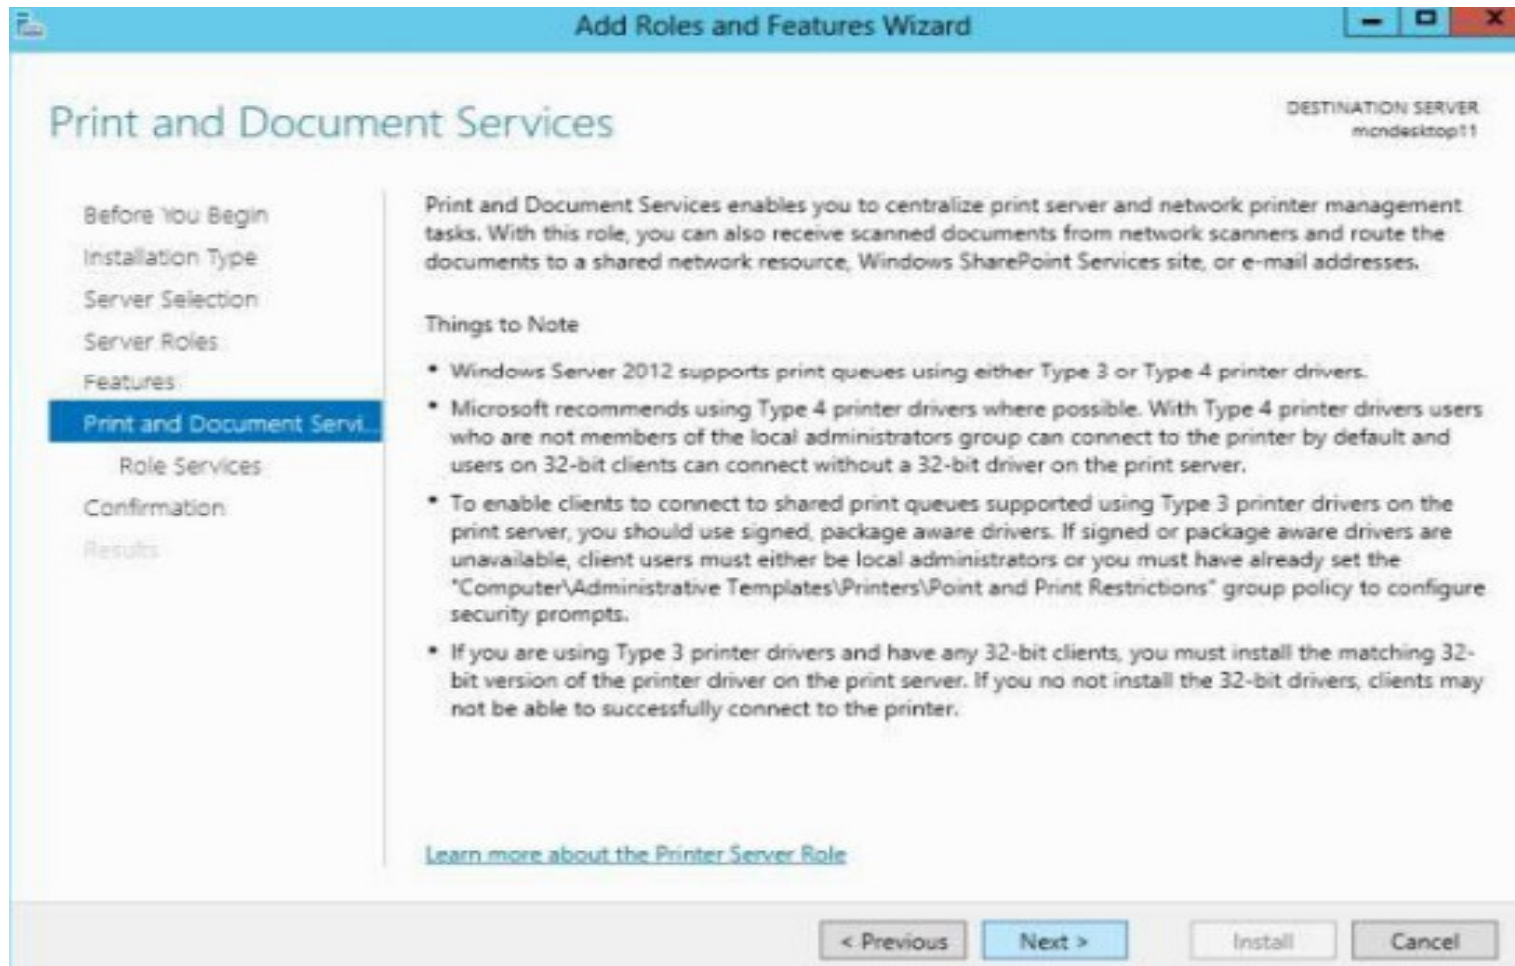 Add Roles and Features Wizard
Print and Document Services
DESTINATION SERVER
mcndesktop11
Before You Begin
Installation Type
Server Selection
Server Roles
Features
Print and Document Servi...
Role Services
Confirmation
Results
Print and Document Services enables you to centralize print server and network printer management
tasks. With this role, you can also receive scanned documents from network scanners and route the
documents to a shared network resource, Windows SharePoint Services site, or e-mail addresses.
Things to Note
• Windows Server 2012 supports print queues using either Type 3 or Type 4 printer drivers.
• Microsoft recommends using Type 4 printer drivers where possible. With Type 4 printer drivers users
who are not members of the local administrators group can connect to the printer by default and
users on 32-bit clients can connect without a 32-bit driver on the print server.
• To enable clients to connect to shared print queues supported using Type 3 printer drivers on the
print server, you should use signed, package aware drivers. If signed or package aware drivers are
unavailable, client users must either be local administrators or you must have already set the
"Computer\Administrative Templates\Printers\Point and Print Restrictions" group policy to configure
security prompts.
• If you are using Type 3 printer drivers and have any 32-bit clients, you must install the matching 32-
bit version of the printer driver on the print server. If you no not install the 32-bit drivers, clients may
not be able to successfully connect to the printer.
Learn more about the Printer Server Role
< Previous
Next >
Install
Cancel